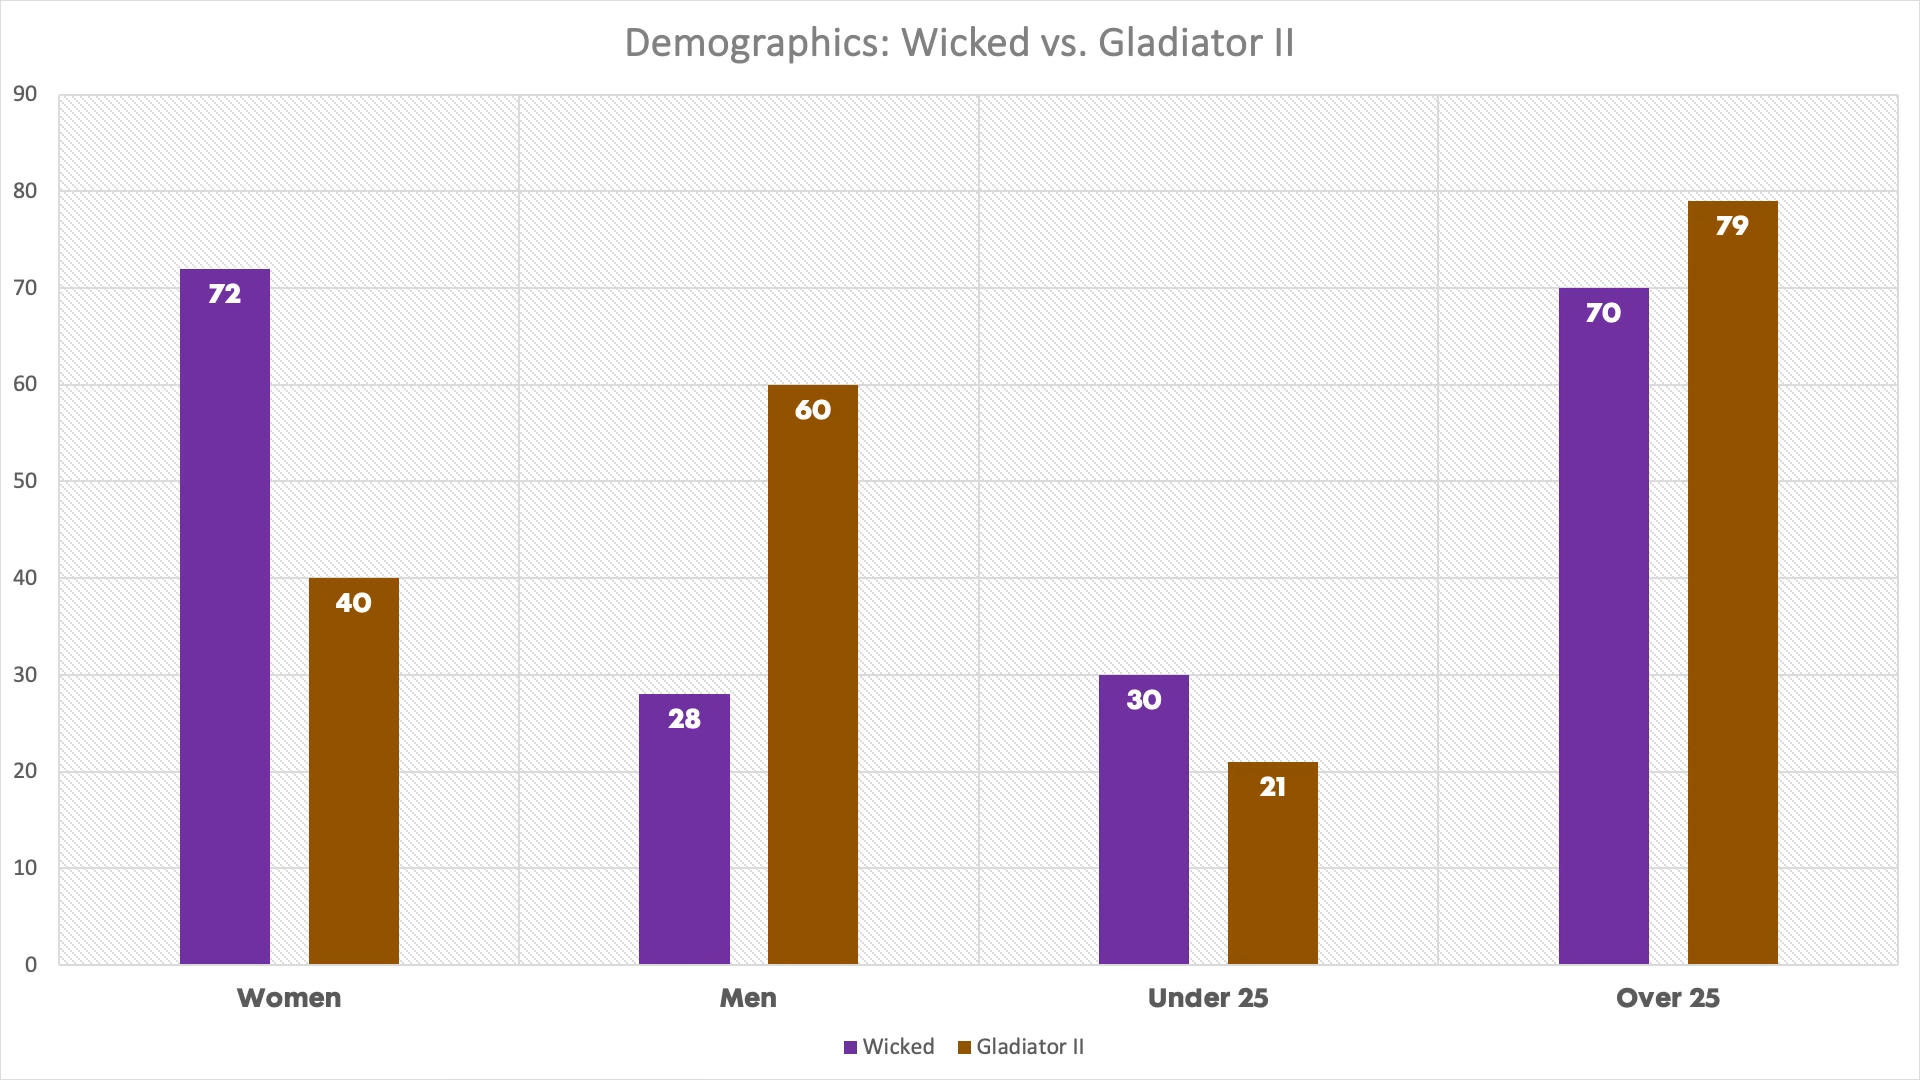 Demographics: Wicked vs. Gladiator II
90
80
70
60
50
40
30
20
10
0
72
40
28
60
30
21
70
79
Women
Men
Under 25
Over 25
Wicked
Gladiator II